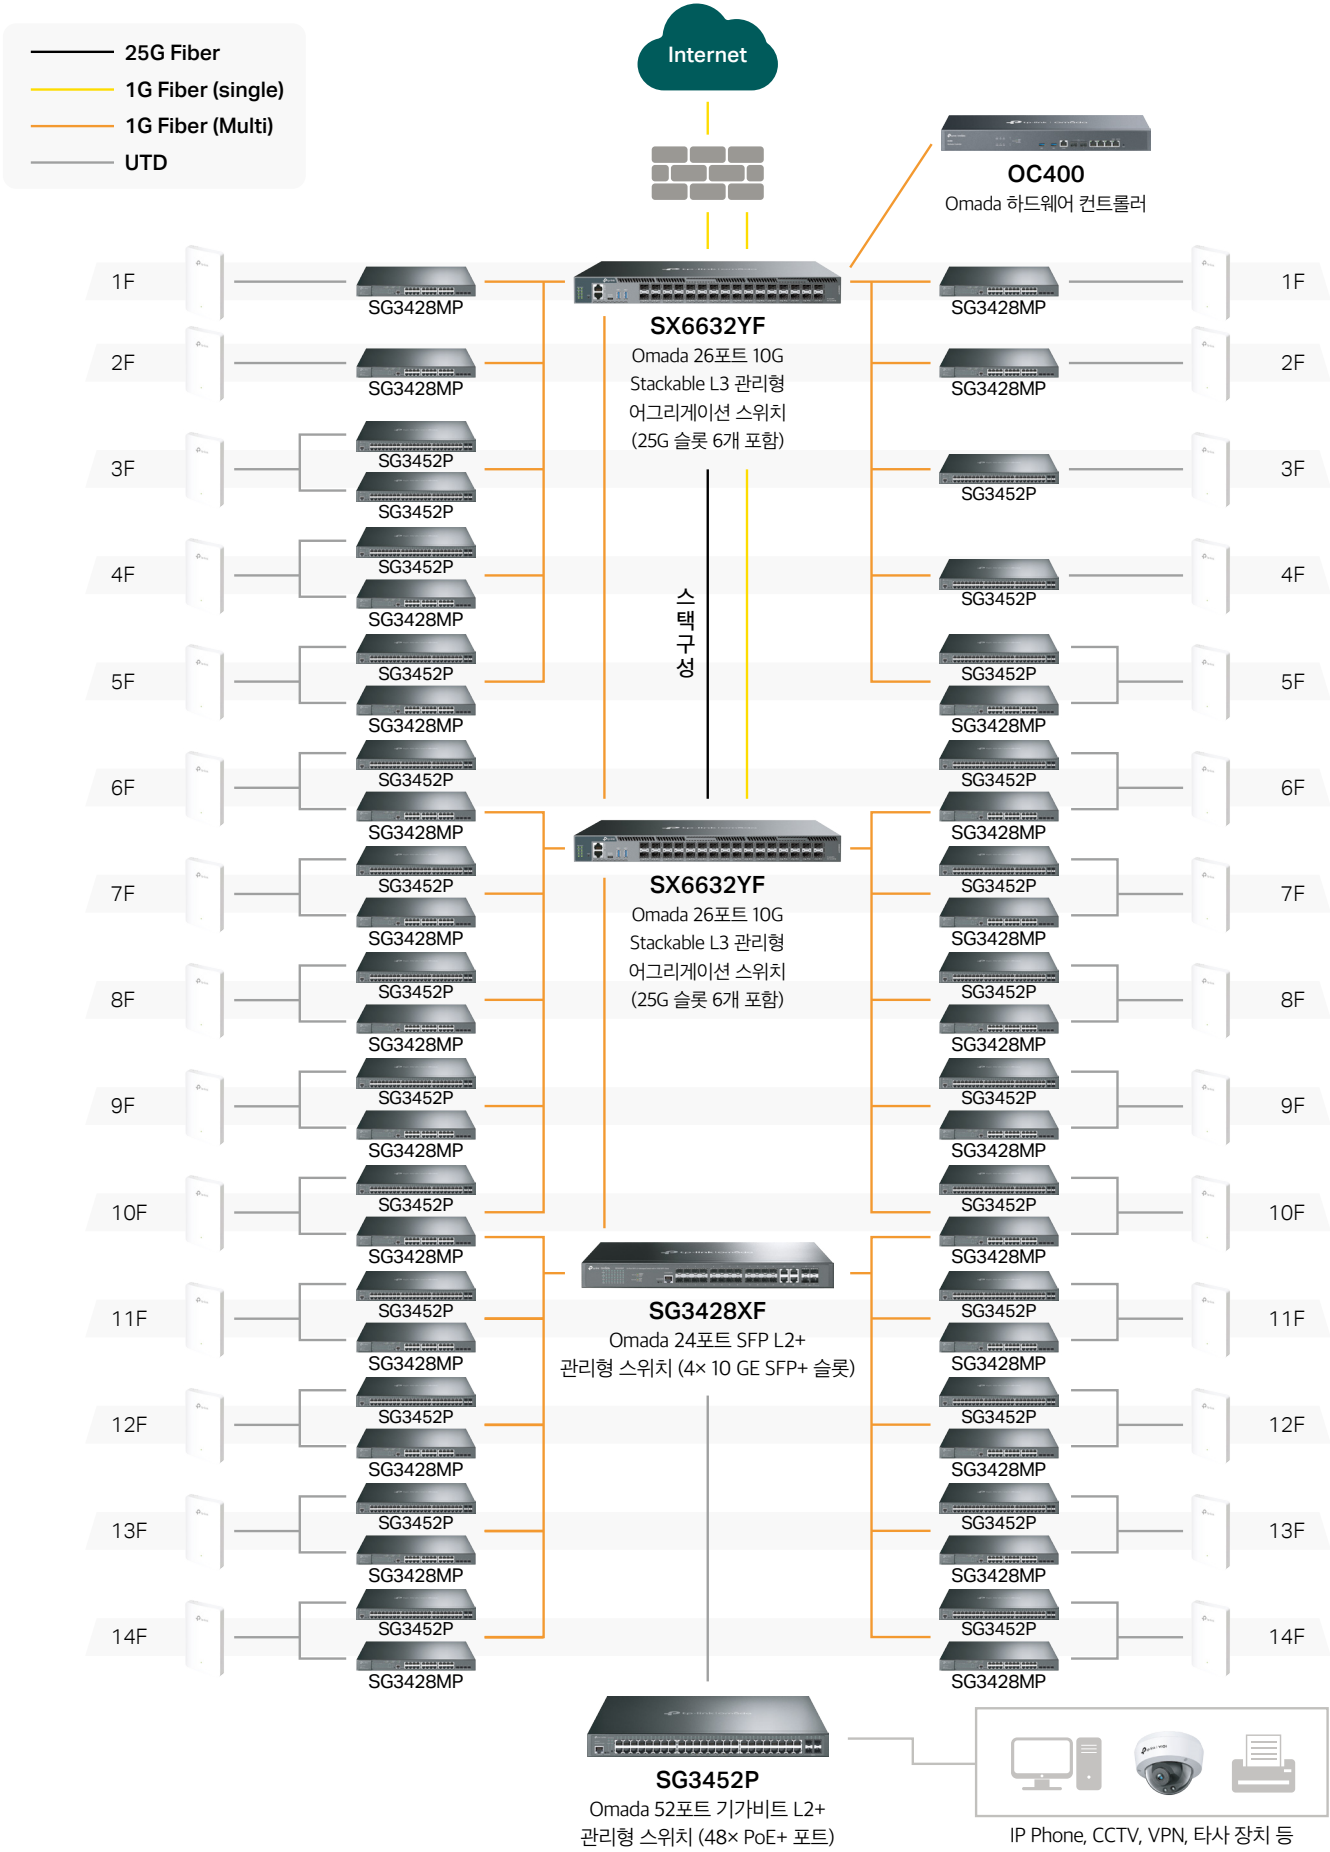 25G Fiber
1G Fiber (single)
1G Fiber (Multi)
UTD
Internet
OC400
Omada 하드웨어 컨트롤러
1F
SG3428MP
SG3428MP
1F
2F
SG3428MP
SG3428MP
2F
SX6632YF
Omada 26포트 10G
Stackable L3 관리형
어그리게이션 스위치
(25G 슬롯 6개 포함)
3F
SG3452P
SG3452P
SG3452P
3F
4F
SG3452P
SG3428MP
SG3452P
4F
스택구성
5F
SG3452P
SG3428MP
SG3452P
SG3428MP
5F
6F
SG3452P
SG3428MP
SG3452P
SG3428MP
6F
7F
SG3452P
SG3428MP
SG3452P
SG3428MP
7F
SX6632YF
Omada 26포트 10G
Stackable L3 관리형
어그리게이션 스위치
(25G 슬롯 6개 포함)
8F
SG3452P
SG3428MP
SG3452P
SG3428MP
8F
9F
SG3452P
SG3428MP
SG3452P
SG3428MP
9F
10F
SG3452P
SG3428MP
SG3452P
SG3428MP
10F
11F
SG3452P
SG3428MP
SG3452P
SG3428MP
11F
SG3428XF
Omada 24포트 SFP L2+
관리형 스위치 (4× 10 GE SFP+ 슬롯)
12F
SG3452P
SG3428MP
SG3452P
SG3428MP
12F
13F
SG3452P
SG3428MP
SG3452P
SG3428MP
13F
14F
SG3452P
SG3428MP
SG3452P
SG3428MP
14F
SG3452P
Omada 52포트 기가비트 L2+
관리형 스위치 (48× PoE+ 포트)
IP Phone, CCTV, VPN, 타사 장치 등